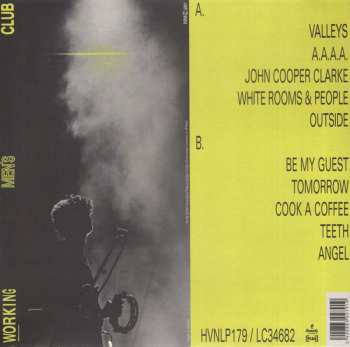 WORKING
MEN'S
CLUB
A.
VALLEYS
A.A.A.A.
JOHN COOPER CLARKE
WHITE ROOMS & PEOPLE
OUTSIDE
B.
BE MY GUEST
TOMORROW
COOK A COFFEE
TEETH
ANGEL
HVNLP179 / LC34682